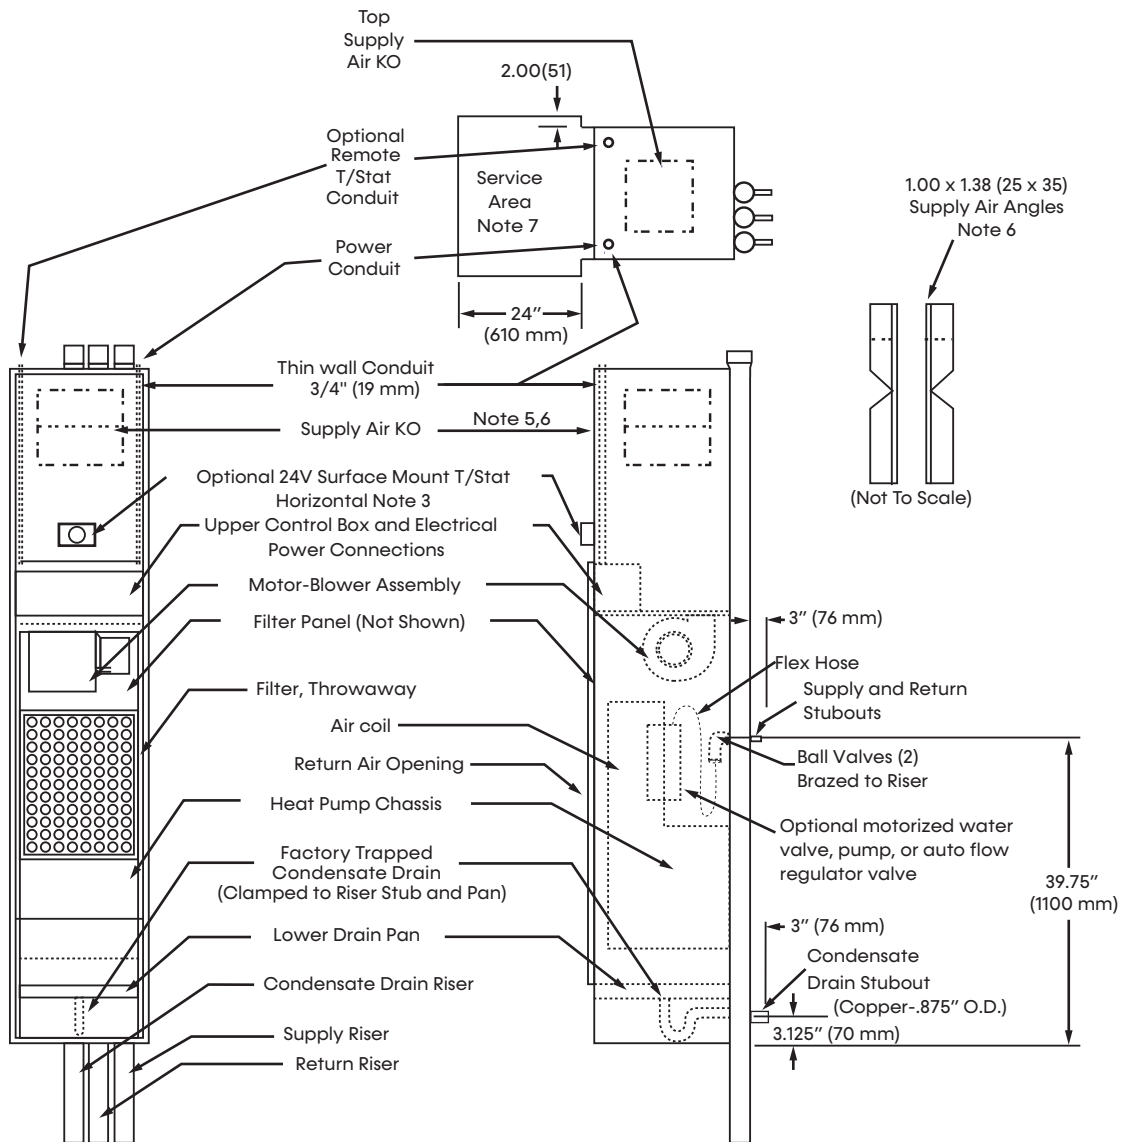 Top
Supply
Air KO
2.00(51)
Optional
Remote
T/Stat
Conduit
Service
Area
Note 7
1.00 x 1.38 (25 x 35)
Supply Air Angles
Note 6
Power
Conduit
24"
(610 mm)
Thin wall Conduit
3/4" (19 mm)
Supply Air KO
Note 5,6
(Not To Scale)
Optional 24V Surface Mount T/Stat
Horizontal Note 3
Upper Control Box and Electrical
Power Connections
Motor-Blower Assembly
Filter Panel (Not Shown)
3" (76 mm)
Flex Hose
Filter, Throwaway
Supply and Return
Stubouts
Air coil
Return Air Opening
Ball Valves (2)
Brazed to Riser
Heat Pump Chassis
Optional motorized water
valve, pump, or auto flow
regulator valve
Factory Trapped
Condensate Drain
(Clamped to Riser Stub and Pan)
39.75"
(1100 mm)
Lower Drain Pan
3" (76 mm)
Condensate
Drain Stubout
(Copper-.875" O.D.)
Condensate Drain Riser
3.125" (70 mm)
Supply Riser
Return Riser